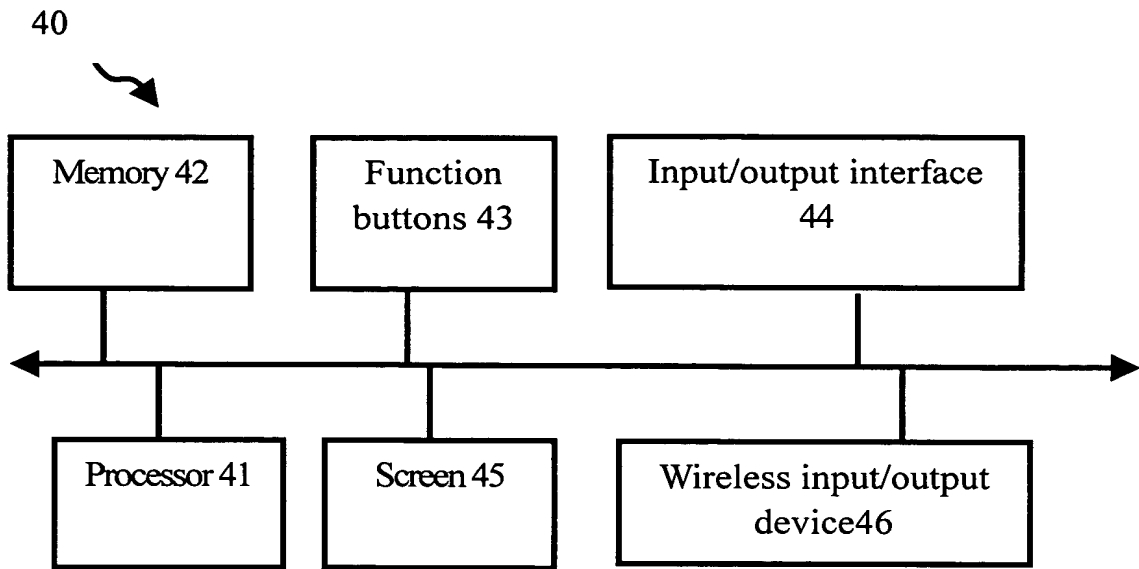 40
Memory 42
Function
buttons 43
Input/output interface
44
Processor 41
Screen 45
Wireless input/output
device46